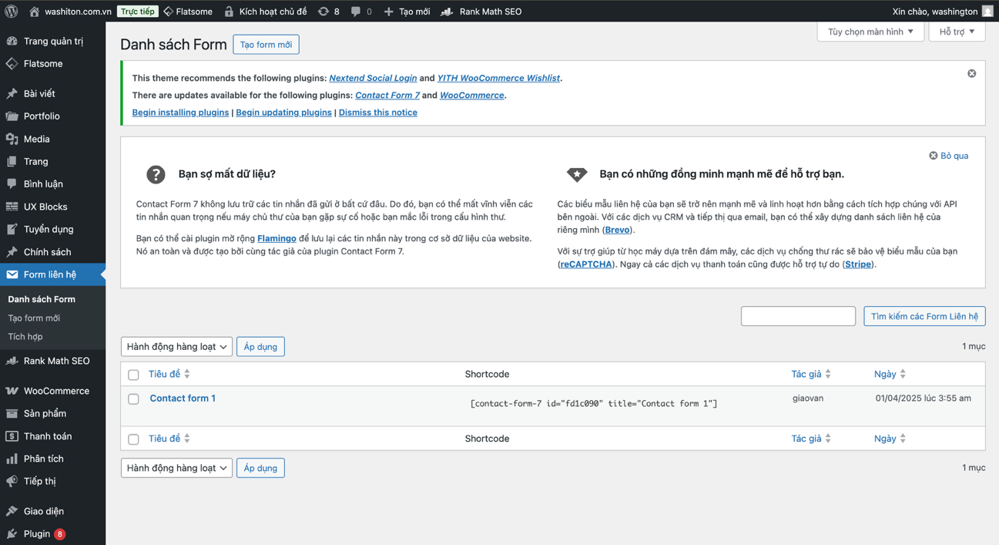 washiton.com.vn Trực tiếp Flatsome Kích hoạt chủ đề 8 0 Tạo mới Rank Math SEO Xin chào, washington
Trang quản trị
Flatsome
Bài viết
Portfolio
Media
Trang
Bình luận
UX Blocks
Tuyển dụng
Chính sách
Form liên hệ
Danh sách Form
Tạo form mới
Tích hợp
Rank Math SEO
WooCommerce
Sản phẩm
Thanh toán
Phân tích
Tiếp thị
Giao diện
Plugin 8
Tùy chọn màn hình Hỗ trợ
Danh sách Form Tạo form mới
This theme recommends the following plugins: Nextend Social Login and YITH WooCommerce Wishlist.
There are updates available for the following plugins: Contact Form 7 and WooCommerce.
Begin installing plugins | Begin updating plugins | Dismiss this notice
Bỏ qua
Bạn sợ mất dữ liệu?
Contact Form 7 không lưu trữ các tin nhắn đã gửi ở bất cứ đâu. Do đó, bạn có thể mất vĩnh viễn các
tin nhắn quan trọng nếu máy chủ thư của bạn gặp sự cố hoặc bạn mắc lỗi trong cấu hình thư.
Bạn có thể cài plugin mở rộng Flamingo để lưu lại các tin nhắn này trong cơ sở dữ liệu của website.
Nó an toàn và được tạo bởi cùng tác giả của plugin Contact Form 7.
Bạn có những đồng minh mạnh mẽ để hỗ trợ bạn.
Các biểu mẫu liên hệ của bạn sẽ trở nên mạnh mẽ và linh hoạt hơn bằng cách tích hợp chúng với API
bên ngoài. Với các dịch vụ CRM và tiếp thị qua email, bạn có thể xây dựng danh sách liên hệ của
riêng mình (Brevo).
Với sự trợ giúp từ học máy dựa trên đám mây, các dịch vụ chống thư rác sẽ bảo vệ biểu mẫu của bạn
(reCAPTCHA). Ngay cả các dịch vụ thanh toán cũng được hỗ trợ tự do (Stripe).
Tìm kiếm các Form Liên hệ
Hành động hàng loạt Áp dụng 1 mục
Tiêu đề Shortcode Tác giả Ngày
Contact form 1 [contact-form-7 id="fd1c090" title="Contact form 1"] giaovan 01/04/2025 lúc 3:55 am
Tiêu đề Shortcode Tác giả Ngày
Hành động hàng loạt Áp dụng 1 mục